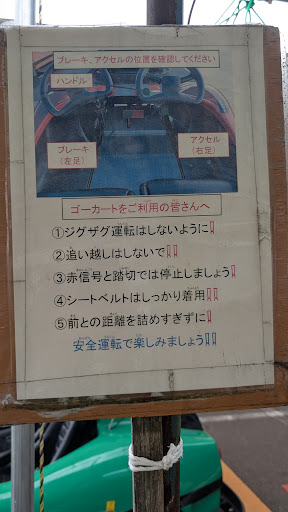 ブレーキ、アクセルの位置を確認してください
ハンドル
ブレーキ
(左足)
アクセル
(右足)
ゴーカートをご利用の皆さんへ
①ジグザグ運転はしないように!!
②追い越しはしないで!!
③赤信号と踏切では停止しましょう!
④シートベルトはしっかり着用!!
⑤前との距離を詰めすぎずに!
安全運転で楽しみましょう!!